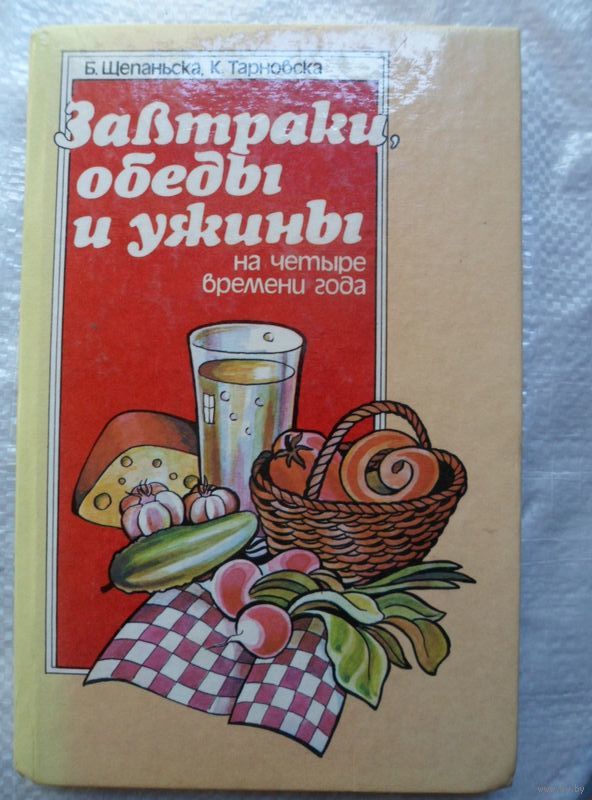 Б. Щепаньска, К. Тарновска
Завтраки,
обеды
и ужины
на четыре
времени года